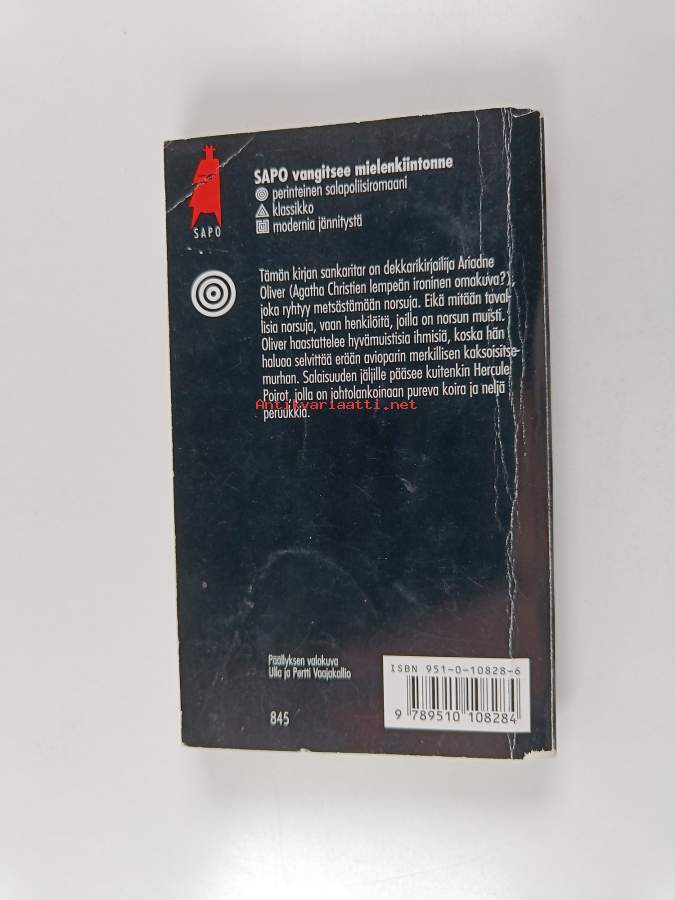 SAPO vangitsee mielenkiintonne
perinteinen salapoliisiromaani
klassikko
modernia jännitystä
SAPO
Tämän kirjan sankaritar on dekkarikirjailija Ariadne
Oliver (Agatha Christien lempeän ironinen omakuva?),
joka ryhtyy metsästämään norsuja. Eikä mitään taval-
lisia norsuja, vaan henkilöitä, joilla on norsun muisti.
Oliver haastattelee hyvämuistisia ihmisiä, koska hän
haluaa selvittää erään avioparin merkillisen kaksoisitse-
murhan. Salaisuuden jäljille pääsee kuitenkin Hercule
Poirot, jolla on johtolankoinaan pureva koira ja neljä
peruukkia.
Antikvariaatti.net
Päällyksen valokuva
Ulla ja Pertti Vaajakallio
845
ISBN 951-0-10828-6
9 789510 108284